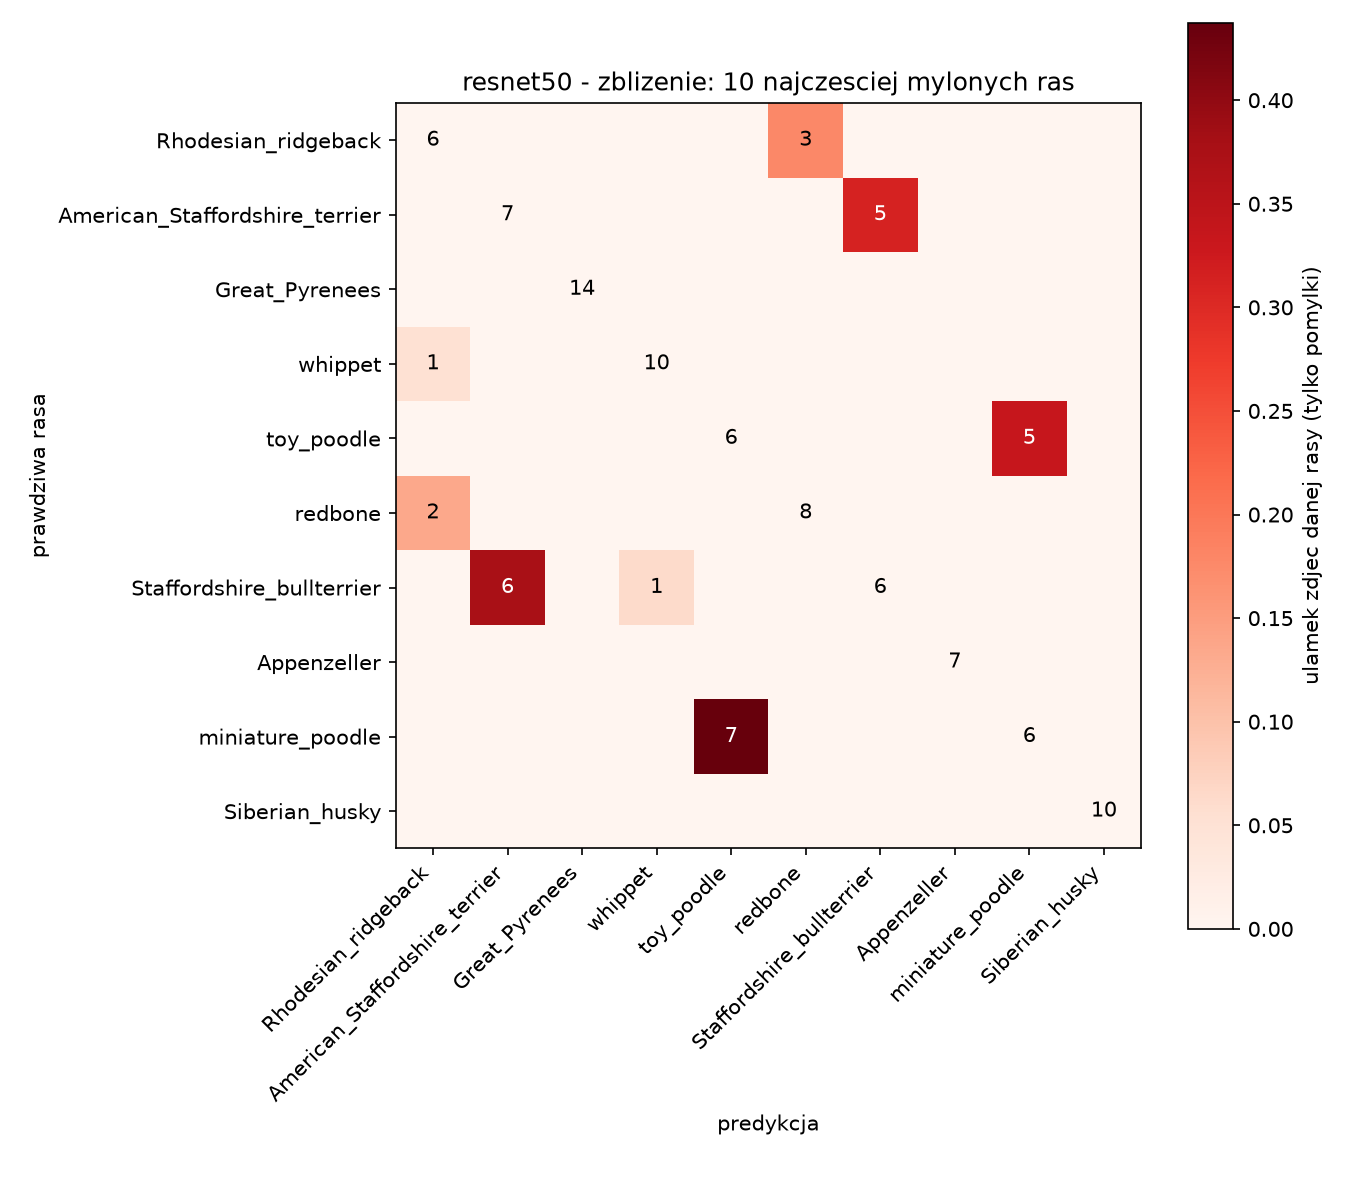 resnet50 - zblizenie: 10 najczesciej mylonych ras
prawdziwa rasa
Rhodesian_ridgeback 6 3
American_Staffordshire_terrier 7 5
Great_Pyrenees 14
whippet 1 10
toy_poodle 6 5
redbone 2 8
Staffordshire_bullterrier 6 1 6
Appenzeller 7
miniature_poodle 7 6
Siberian_husky 10
Rhodesian_ridgeback
American_Staffordshire_terrier
Great_Pyrenees
whippet
toy_poodle
redbone
Staffordshire_bullterrier
Appenzeller
miniature_poodle
Siberian_husky
predykcja
0.40
0.35
0.30
0.25
0.20
0.15
0.10
0.05
0.00
ulamek zdjec danej rasy (tylko pomylki)